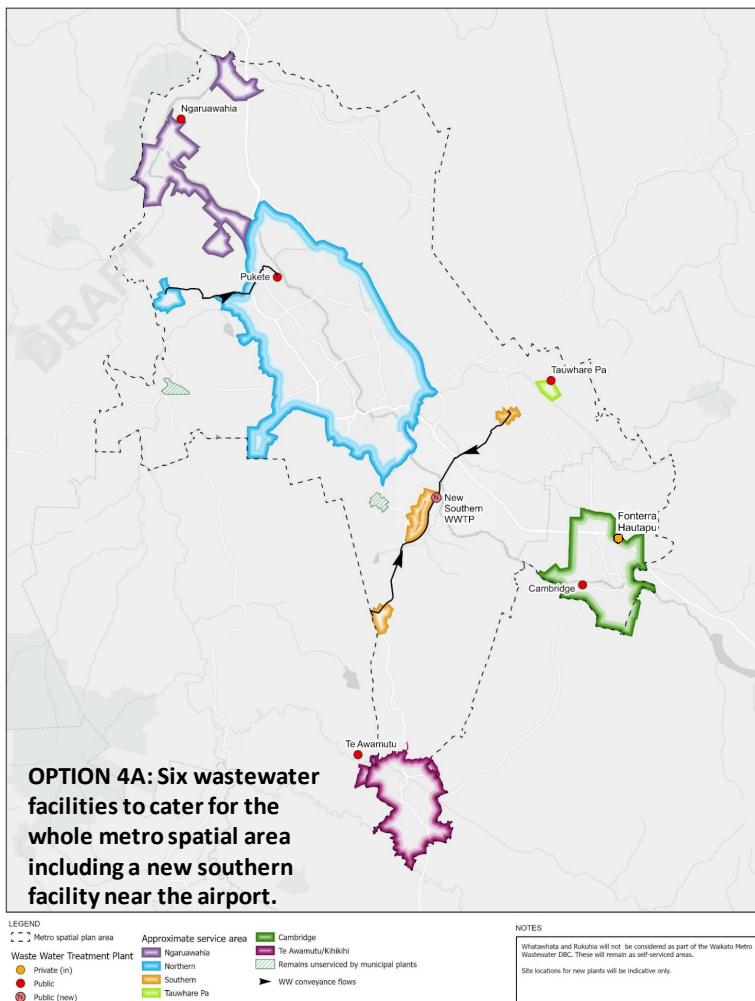 Ngaruawahia
Pukete
DRAFT
Tauwhare Pa
New
Southern
WWTP
N
Fonterra
Hautapu
Cambridge
Te Awamutu
OPTION 4A: Six wastewater
facilities to cater for the
whole metro spatial area
including a new southern
facility near the airport.
LEGEND
Metro spatial plan area
Waste Water Treatment Plant
Private (in)
Public
N Public (new)
Approximate service area
Ngaruawahia
Northern
Southern
Tauwhare Pa
Cambridge
Te Awamutu/Kihikihi
Remains unserviced by municipal plants
WW conveyance flows
NOTES
Whatawhata and Rukuhia will not be considered as part of the Waikato Metro
Wastewater DBC. These will remain as self-serviced areas.
Site locations for new plants will be indicative only.